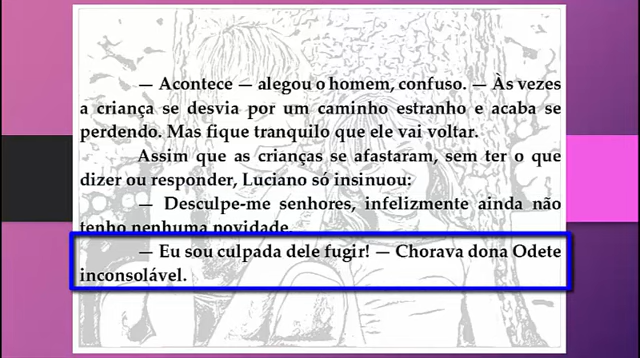 — Acontece — alegou o homem, confuso. — Às vezes
a criança se desvia por um caminho estranho e acaba se
perdendo. Mas fique tranquilo que ele vai voltar.
Assim que as crianças se afastaram, sem ter o que
dizer ou responder, Luciano só insinuou:
— Desculpe-me senhores, infelizmente ainda não
tenho nenhuma novidade.
— Eu sou culpada dele fugir! — Chorava dona Odete
inconsolável.